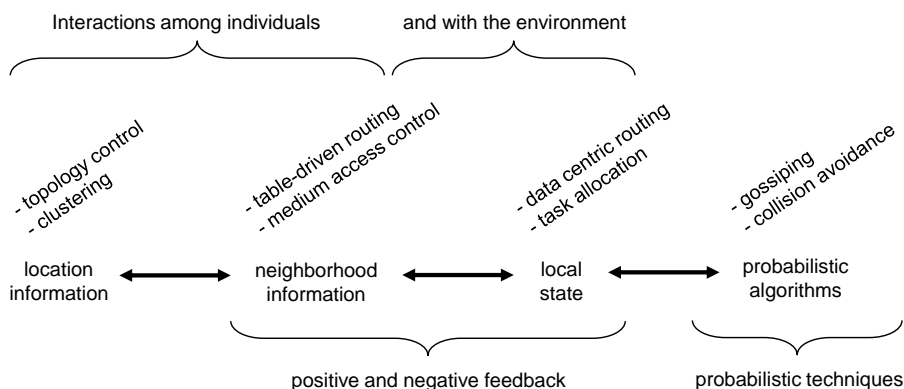 Interactions among individuals
and with the environment
- topology control
- clustering
- table-driven routing
- medium access control
- data centric routing
- task allocation
- gossiping
- collision avoidance
location
information
neighborhood
information
local
state
probabilistic
algorithms
positive and negative feedback
probabilistic techniques